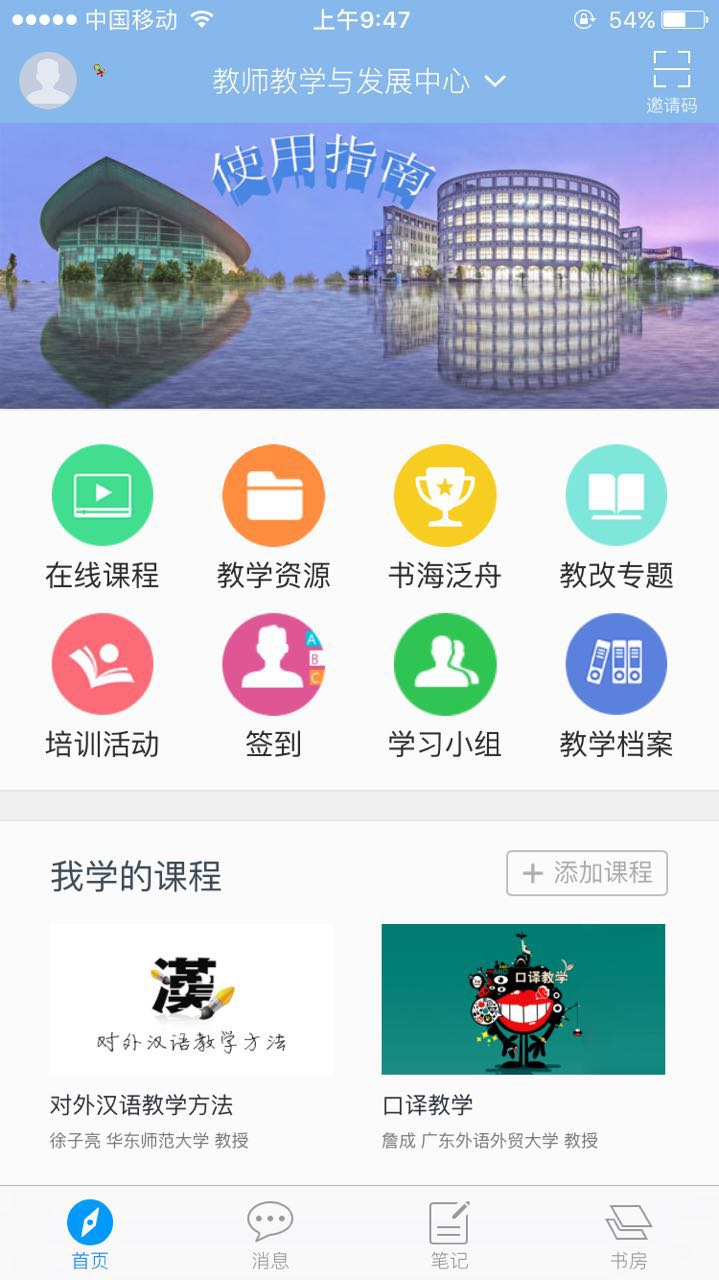 中国移动 上午9:47 54%
教师教学与发展中心
邀请码
使用指南
在线课程 教学资源 书海泛舟 教改专题
A
B
C
培训活动 签到 学习小组 教学档案
我学的课程 + 添加课程
漢
对外汉语教学方法
口译教学
对外汉语教学方法 口译教学
徐子亮 华东师范大学 教授 詹成 广东外语外贸大学 教授
首页 消息 笔记 书房